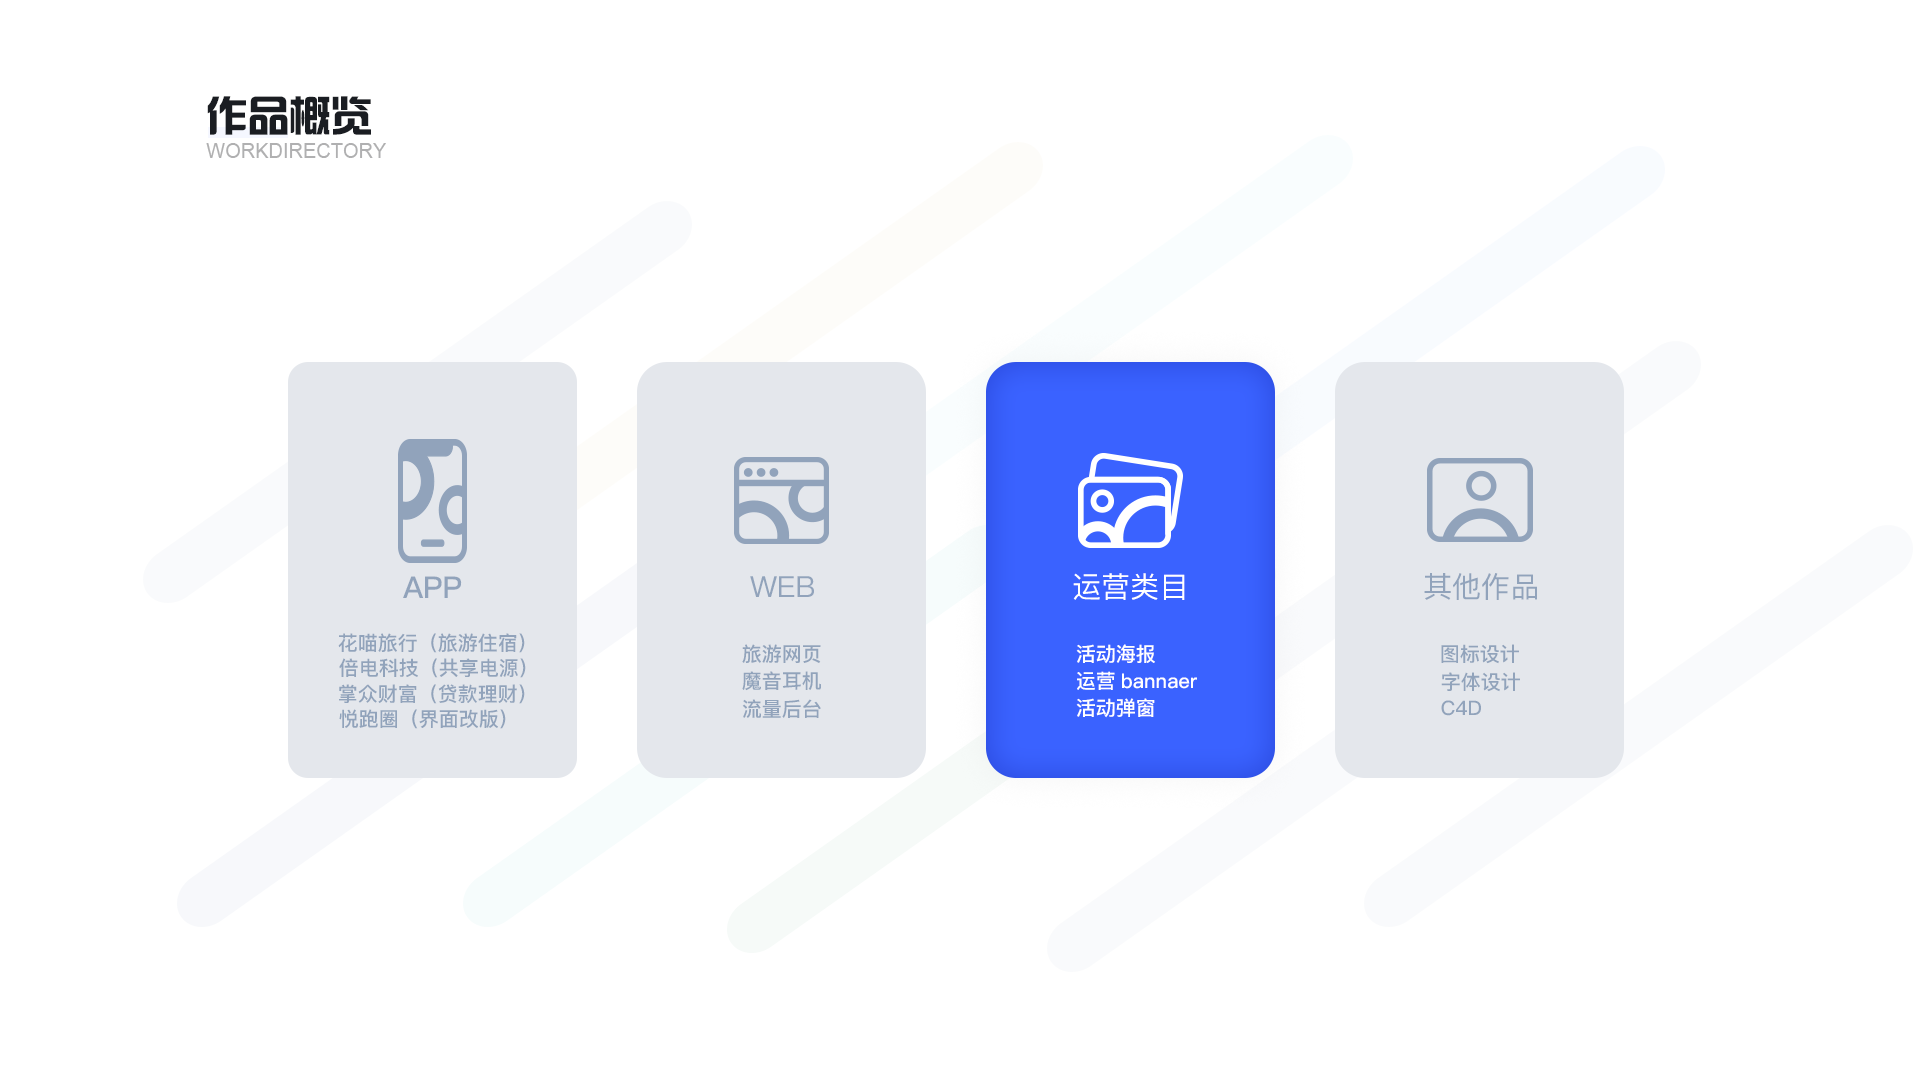 作品概览
WORKDIRECTORY
APP
花喵旅行（旅游住宿）
倍电科技（共享电源）
掌众财富（贷款理财）
悦跑圈（界面改版）
WEB
旅游网页
魔音耳机
流量后台
运营类目
活动海报
运营 bannaer
活动弹窗
其他作品
图标设计
字体设计
C4D